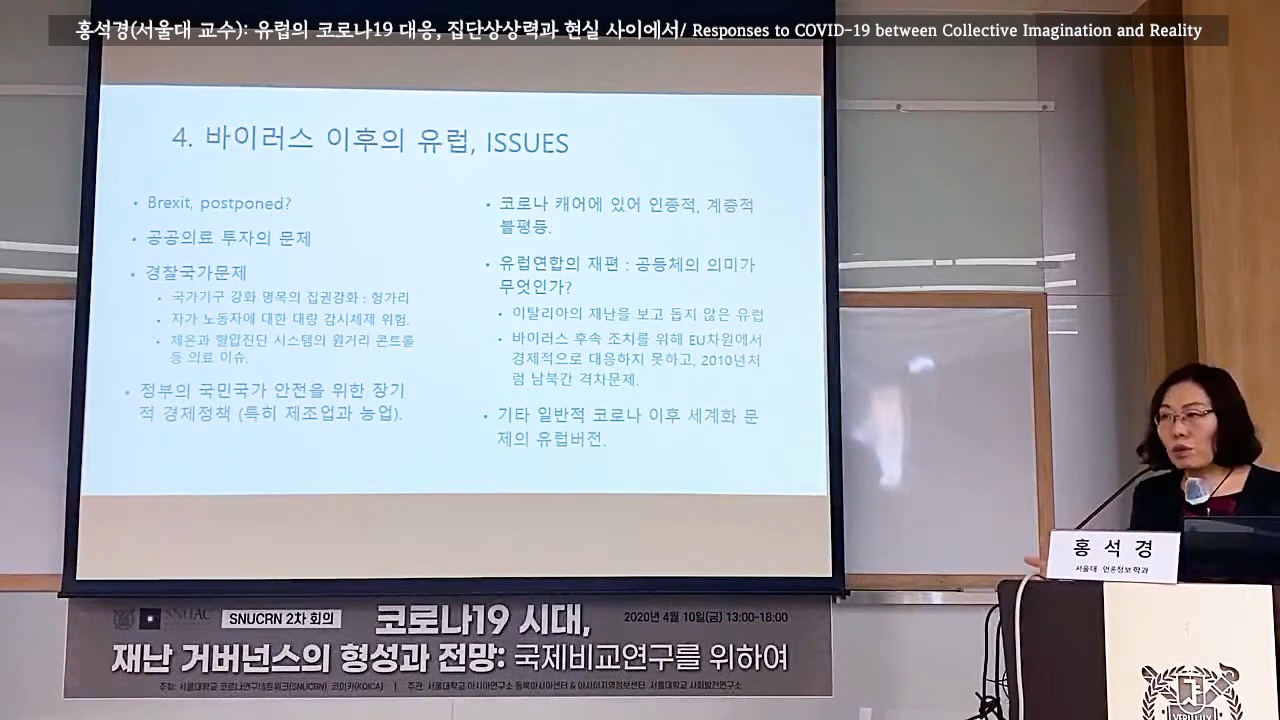 홍석경(서울대 교수): 유럽의 코로나19 대응, 집단상상력과 현실 사이에서/ Responses to COVID-19 between Collective Imagination and Reality
4. 바이러스 이후의 유럽, ISSUES
• Brexit, postponed?
• 공공의료 투자의 문제
• 경찰국가문제
• 국가기구 강화 명목의 집권강화 : 헝가리
• 자가 노동자에 대한 대량 감시체제 위험.
• 체온과 혈압진단 시스템의 원거리 콘트롤
등 의료 이슈.
• 정부의 국민국가 안전을 위한 장기
적 경제정책 (특히 제조업과 농업).
• 코로나 캐어에 있어 인종적, 계층적
불평등.
• 유럽연합의 재편 : 공동체의 의미가
무엇인가?
• 이탈리아의 재난을 보고 돕지 않은 유럽
• 바이러스 후속 조치를 위해 EU차원에서
경제적으로 대응하지 못하고, 2010년처
럼 남북간 격차문제.
• 기타 일반적 코로나 이후 세계화 문
제의 유럽버전.
홍 석 경
서울대 언론정보학과
SNUAC
SNUCRN 2차 회의
코로나19 시대,
2020년 4월 10일(금) 13:00-18:00
재난 거버넌스의 형성과 전망: 국제비교연구를 위하여
주최: 서울대학교 코로나연구네트워크(SNUCRN), 코이카(KOICA) | 주관: 서울대학교 아시아연구소 동북아시아센터 & 아시아지역정보센터, 서울대학교 사회발전연구소